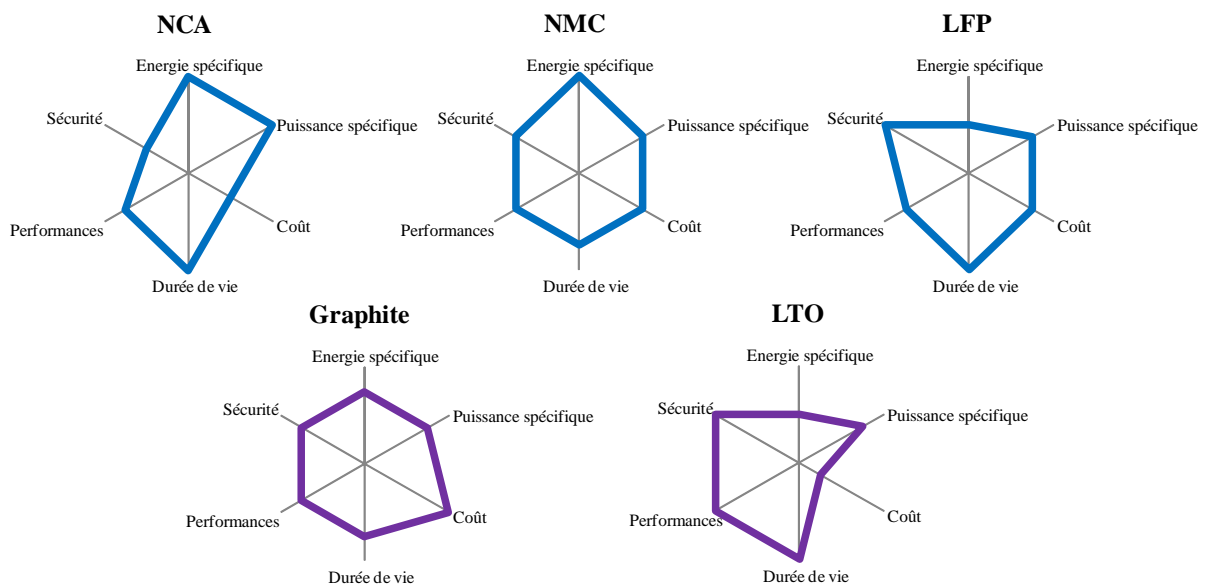 NCA
Energie spécifique
Sécurité
Puissance spécifique
Performances
Coût
Durée de vie
NMC
Energie spécifique
Sécurité
Puissance spécifique
Performances
Coût
Durée de vie
LFP
Energie spécifique
Sécurité
Puissance spécifique
Performances
Coût
Durée de vie
Graphite
Energie spécifique
Sécurité
Puissance spécifique
Performances
Coût
Durée de vie
LTO
Energie spécifique
Sécurité
Puissance spécifique
Performances
Coût
Durée de vie